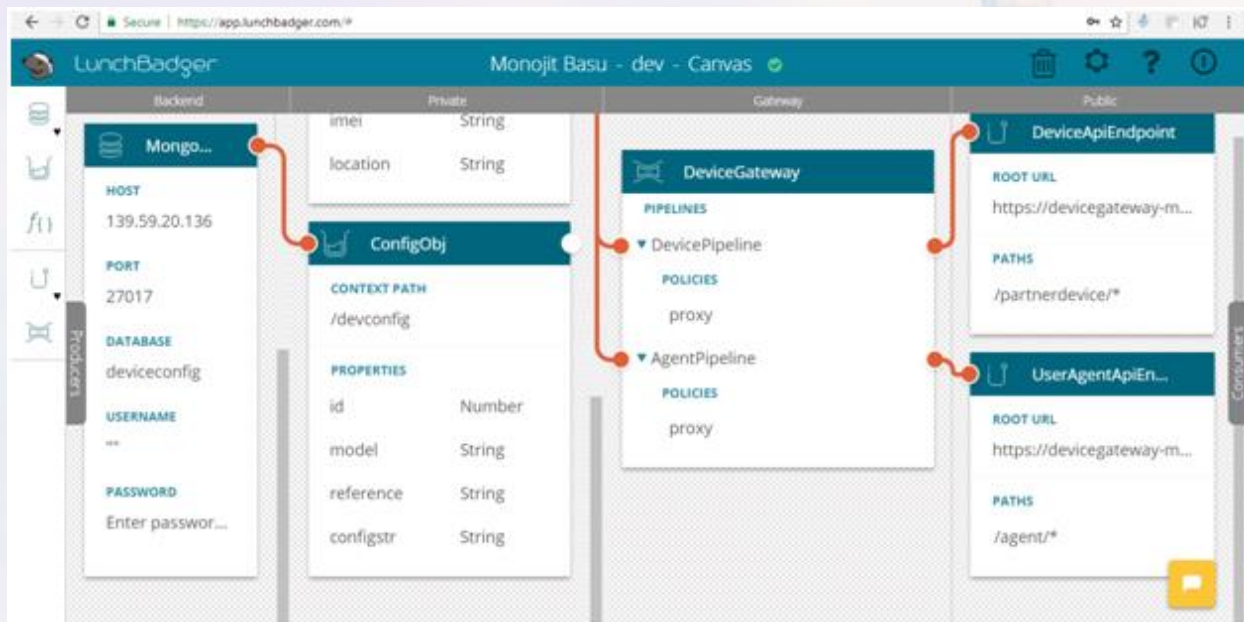 Secure | https://app.lunchbadger.com/#
LunchBadger
Monojit Basu - dev - Canvas
Backend
Private
Gateway
Public
Producers
Mongo...
HOST
139.59.20.136
PORT
27017
DATABASE
deviceconfig
USERNAME
""
PASSWORD
Enter passwor...
imei String
location String
ConfigObj
CONTEXT PATH
/devconfig
PROPERTIES
id Number
model String
reference String
configstr String
DeviceGateway
PIPELINES
DevicePipeline
POLICIES
proxy
AgentPipeline
POLICIES
proxy
DeviceApiEndpoint
ROOT URL
https://devicegateway-m...
PATHS
/partnerdevice/*
UserAgentApiEn...
ROOT URL
https://devicegateway-m...
PATHS
/agent/*
Consumers